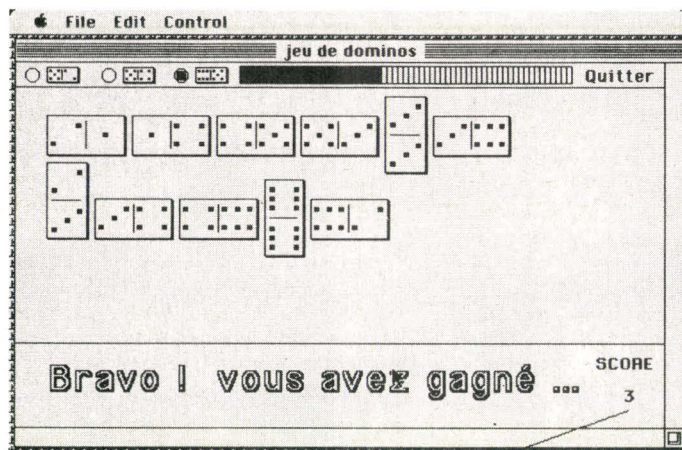 File Edit Control
jeu de dominos
Quitter
Bravo ! vous avez gagné ...
SCORE
3